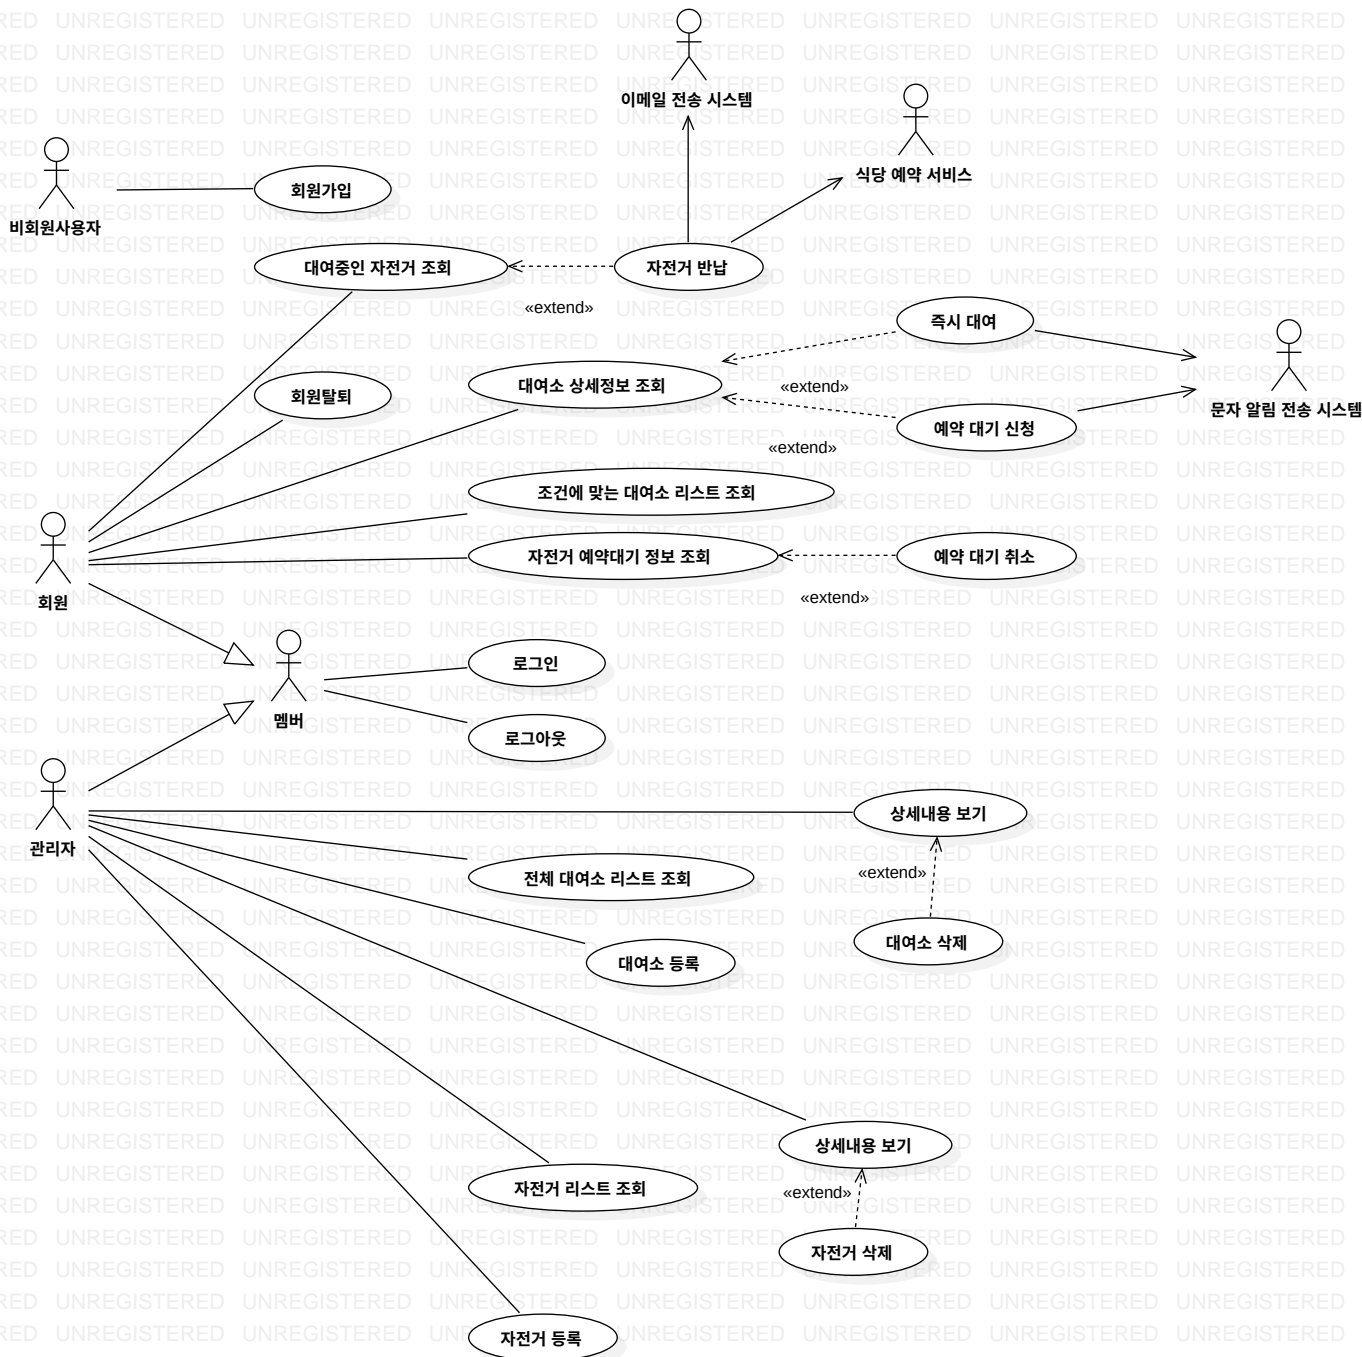 이메일 전송 시스템
식당 예약 서비스
비회원사용자
회원가입
대여중인 자전거 조회
자전거 반납
«extend»
즉시 대여
대여소 상세정보 조회
«extend»
회원탈퇴
문자 알림 전송 시스템
예약 대기 신청
«extend»
조건에 맞는 대여소 리스트 조회
자전거 예약대기 정보 조회
예약 대기 취소
«extend»
회원
로그인
멤버
로그아웃
관리자
상세내용 보기
«extend»
전체 대여소 리스트 조회
대여소 삭제
대여소 등록
상세내용 보기
자전거 리스트 조회
«extend»
자전거 삭제
자전거 등록
UNREGISTERED